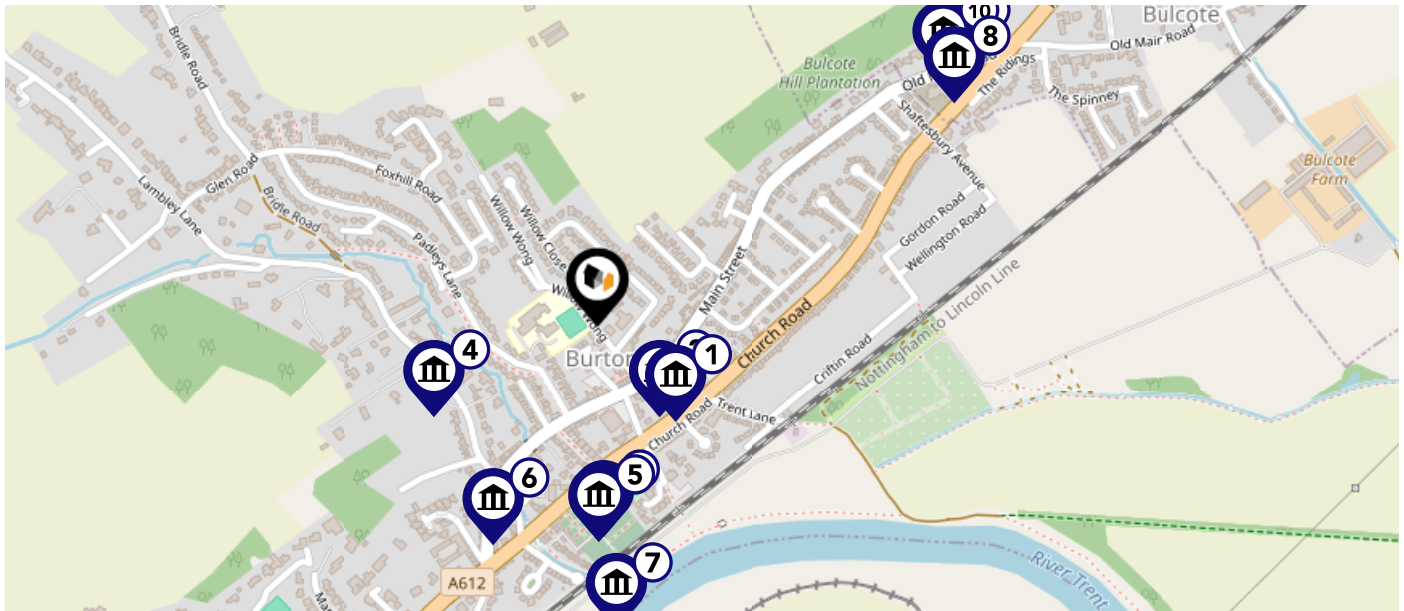 10
8
Bulcote
Old Mair Road
Bridle Road
Bulcote
Hill Plantation
Old
The Ridings
The Spinney
Shaftesbury Avenue
Bulcote
Farm
Glen Road
Foxhill Road
Lambley Lane
Bridle Road
Willow Wong
Willow Close
Padleys Lane
Gordon Road
Wellington Road
Main Street
Church Road
Nottingham to Lincoln Line
Criftin Road
Burton
4
1
Trent Lane
Church Road
5
6
7
A612
River Trent